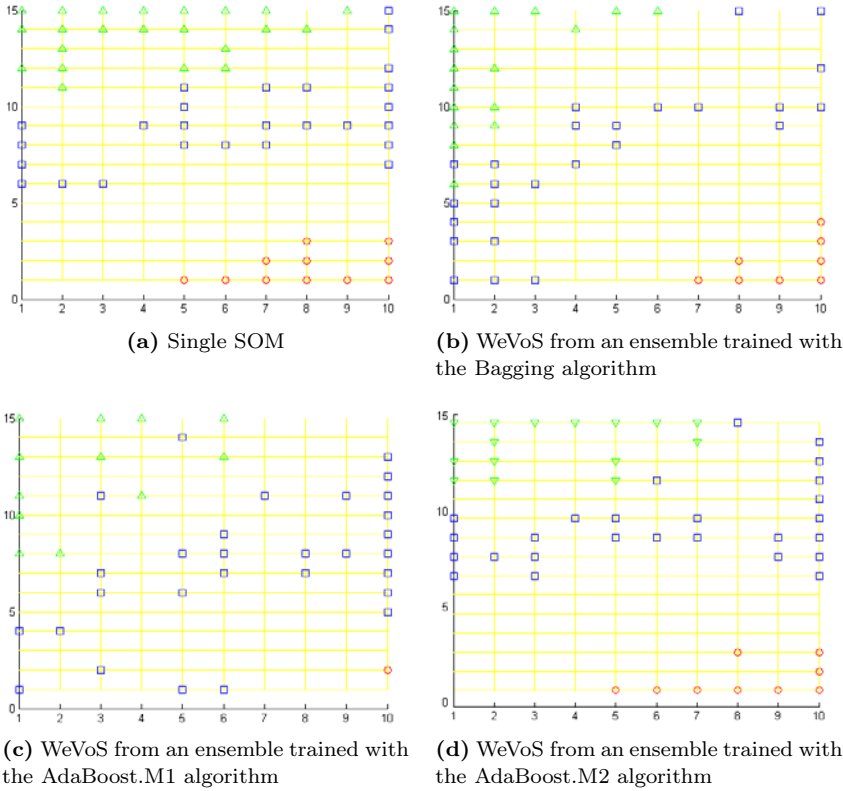 15
10
5
0
1 2 3 4 5 6 7 8 9 10
(a) Single SOM
15
10
5
0
1 2 3 4 5 6 7 8 9 10
(b) WeVoS from an ensemble trained with
the Bagging algorithm
15
10
5
0
1 2 3 4 5 6 7 8 9 10
(c) WeVoS from an ensemble trained with
the AdaBoost.M1 algorithm
15
10
5
0
1 2 3 4 5 6 7 8 9 10
(d) WeVoS from an ensemble trained with
the AdaBoost.M2 algorithm